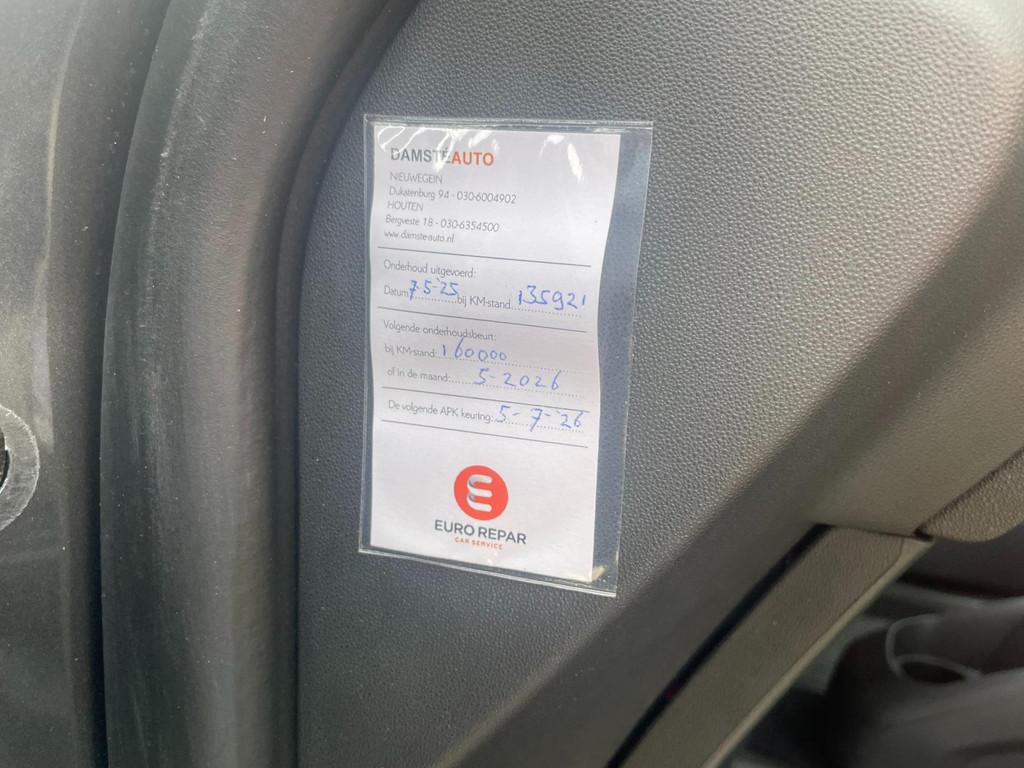 DAMSTEAUTO
NIEUWEGEIN
Dukatenburg 94 - 030-6004902
HOUTEN
Bergveste 18 - 030-6354500
www.damste-auto.nl
Onderhoud uitgevoerd:
Datum 7-5-'25 bij KM-stand 135921
Volgende onderhoudsbeurt:
bij KM-stand: 160000
of in de maand: 5-2026
De volgende APK keuring: 5-7-'26
EURO REPAR
CAR SERVICE